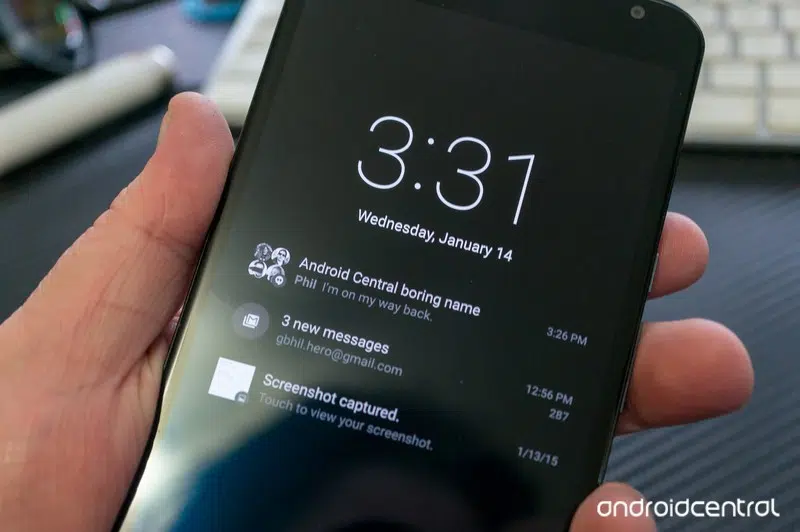 3:31
Wednesday, January 14
Android Central boring name
Phil I'm on my way back.
3:26 PM
3 new messages
gbhil.hero@gmail.com
12:56 PM
287
Screenshot captured.
Touch to view your screenshot.
1/13/15
androidcentral